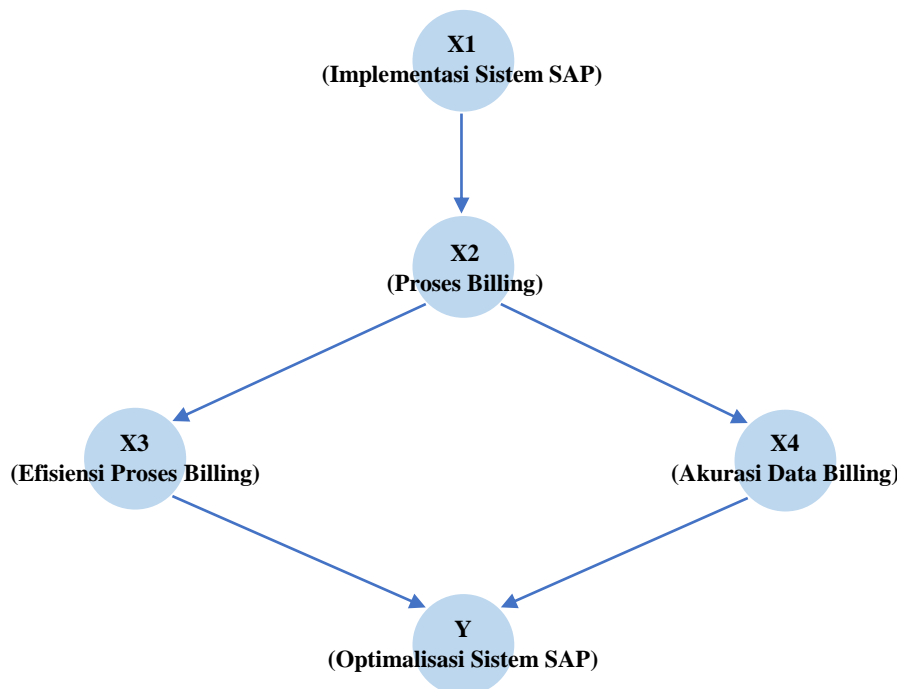 X1
(Implementasi Sistem SAP)
X2
(Proses Billing)
X3
(Efisiensi Proses Billing)
X4
(Akurasi Data Billing)
Y
(Optimalisasi Sistem SAP)